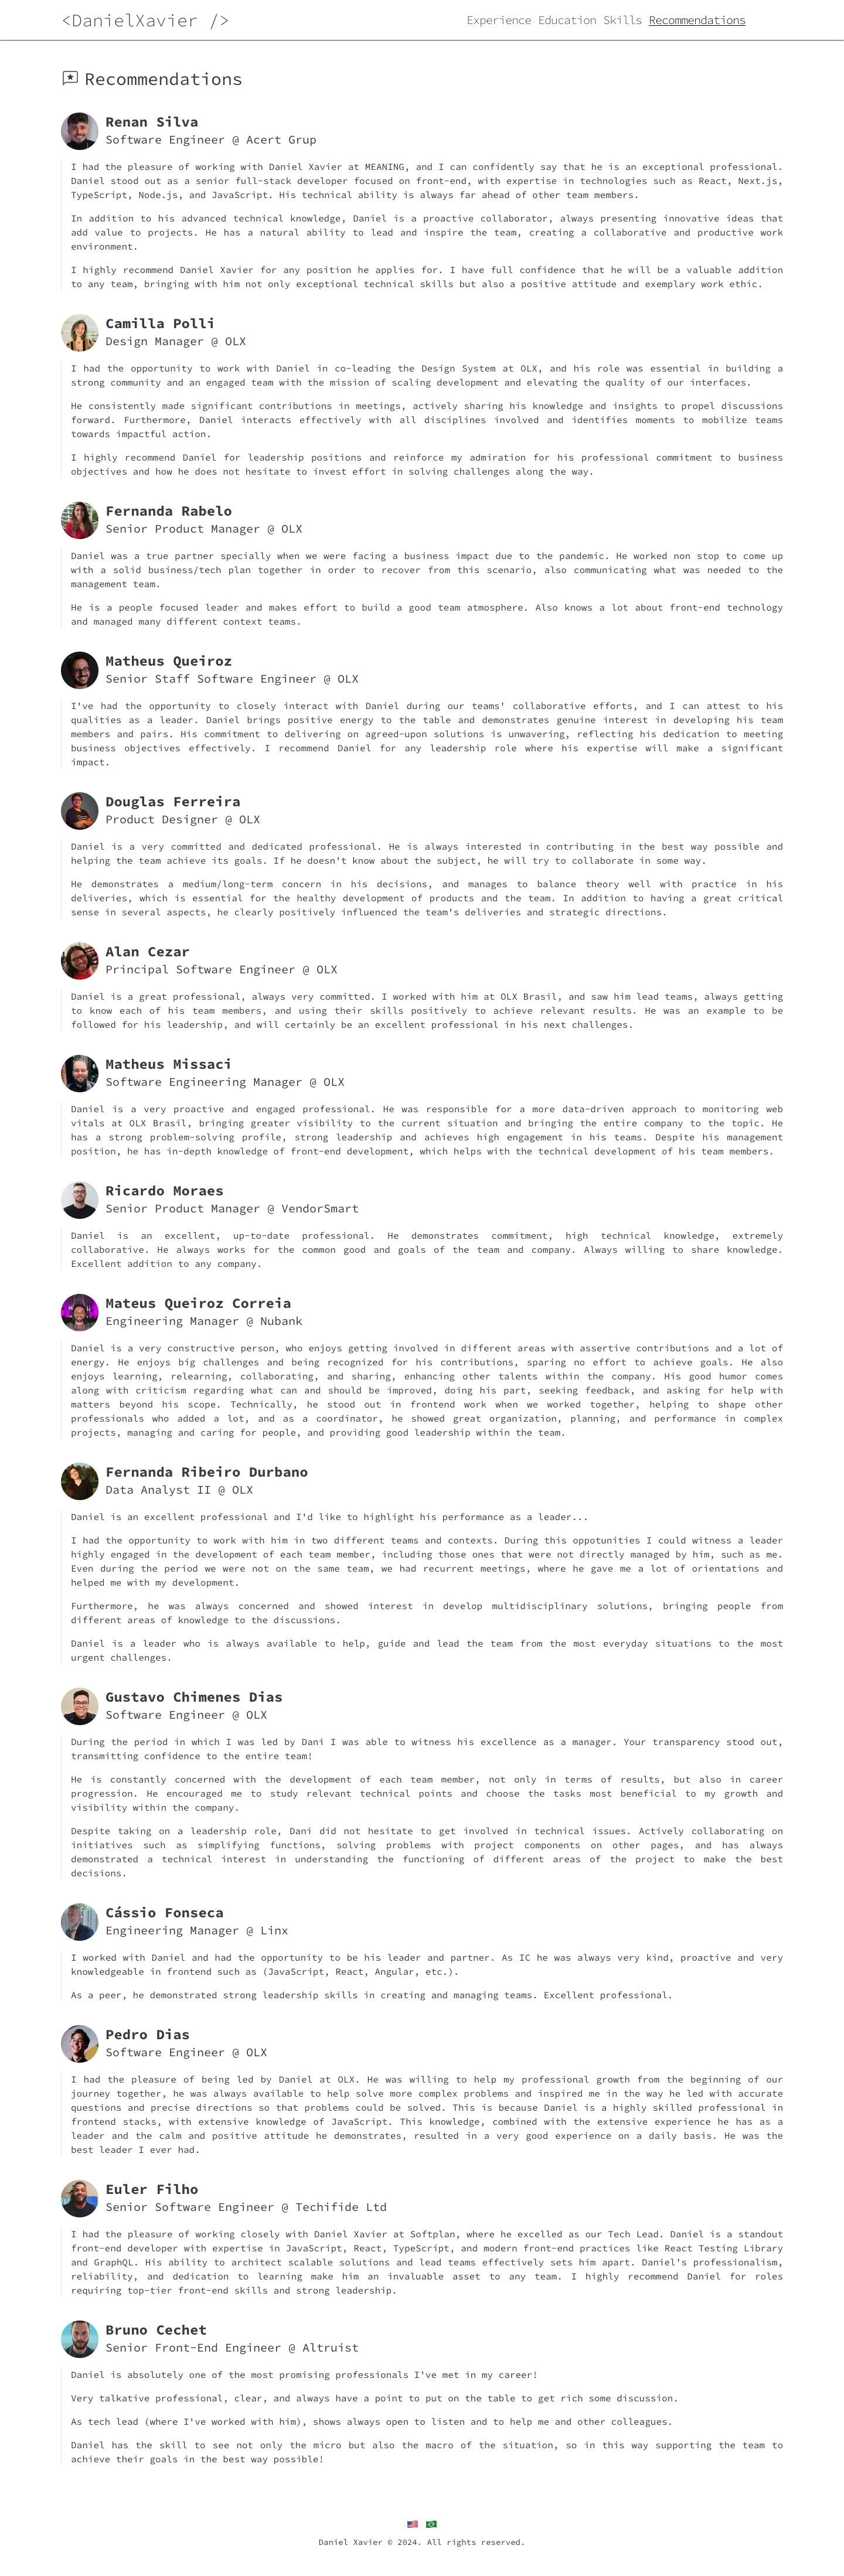 <DanielXavier />
Experience Education Skills Recommendations
Recommendations
Renan Silva
Software Engineer @ Acert Grup
I had the pleasure of working with Daniel Xavier at MEANING, and I can confidently say that he is an exceptional professional.
Daniel stood out as a senior full-stack developer focused on front-end, with expertise in technologies such as React, Next.js,
TypeScript, Node.js, and JavaScript. His technical ability is always far ahead of other team members.
In addition to his advanced technical knowledge, Daniel is a proactive collaborator, always presenting innovative ideas that
add value to projects. He has a natural ability to lead and inspire the team, creating a collaborative and productive work
environment.
I highly recommend Daniel Xavier for any position he applies for. I have full confidence that he will be a valuable addition
to any team, bringing with him not only exceptional technical skills but also a positive attitude and exemplary work ethic.
Camilla Polli
Design Manager @ OLX
I had the opportunity to work with Daniel in co-leading the Design System at OLX, and his role was essential in building a
strong community and an engaged team with the mission of scaling development and elevating the quality of our interfaces.
He consistently made significant contributions in meetings, actively sharing his knowledge and insights to propel discussions
forward. Furthermore, Daniel interacts effectively with all disciplines involved and identifies moments to mobilize teams
towards impactful action.
I highly recommend Daniel for leadership positions and reinforce my admiration for his professional commitment to business
objectives and how he does not hesitate to invest effort in solving challenges along the way.
Fernanda Rabelo
Senior Product Manager @ OLX
Daniel was a true partner specially when we were facing a business impact due to the pandemic. He worked non stop to come up
with a solid business/tech plan together in order to recover from this scenario, also communicating what was needed to the
management team.
He is a people focused leader and makes effort to build a good team atmosphere. Also knows a lot about front-end technology
and managed many different context teams.
Matheus Queiroz
Senior Staff Software Engineer @ OLX
I've had the opportunity to closely interact with Daniel during our teams' collaborative efforts, and I can attest to his
qualities as a leader. Daniel brings positive energy to the table and demonstrates genuine interest in developing his team
members and pairs. His commitment to delivering on agreed-upon solutions is unwavering, reflecting his dedication to meeting
business objectives effectively. I recommend Daniel for any leadership role where his expertise will make a significant
impact.
Douglas Ferreira
Product Designer @ OLX
Daniel is a very committed and dedicated professional. He is always interested in contributing in the best way possible and
helping the team achieve its goals. If he doesn't know about the subject, he will try to collaborate in some way.
He demonstrates a medium/long-term concern in his decisions, and manages to balance theory well with practice in his
deliveries, which is essential for the healthy development of products and the team. In addition to having a great critical
sense in several aspects, he clearly positively influenced the team's deliveries and strategic directions.
Alan Cezar
Principal Software Engineer @ OLX
Daniel is a great professional, always very committed. I worked with him at OLX Brasil, and saw him lead teams, always getting
to know each of his team members, and using their skills positively to achieve relevant results. He was an example to be
followed for his leadership, and will certainly be an excellent professional in his next challenges.
Matheus Missaci
Software Engineering Manager @ OLX
Daniel is a very proactive and engaged professional. He was responsible for a more data-driven approach to monitoring web
vitals at OLX Brasil, bringing greater visibility to the current situation and bringing the entire company to the topic. He
has a strong problem-solving profile, strong leadership and achieves high engagement in his teams. Despite his management
position, he has in-depth knowledge of front-end development, which helps with the technical development of his team members.
Ricardo Moraes
Senior Product Manager @ VendorSmart
Daniel is an excellent, up-to-date professional. He demonstrates commitment, high technical knowledge, extremely
collaborative. He always works for the common good and goals of the team and company. Always willing to share knowledge.
Excellent addition to any company.
Mateus Queiroz Correia
Engineering Manager @ Nubank
Daniel is a very constructive person, who enjoys getting involved in different areas with assertive contributions and a lot of
energy. He enjoys big challenges and being recognized for his contributions, sparing no effort to achieve goals. He also
enjoys learning, relearning, collaborating, and sharing, enhancing other talents within the company. His good humor comes
along with criticism regarding what can and should be improved, doing his part, seeking feedback, and asking for help with
matters beyond his scope. Technically, he stood out in frontend work when we worked together, helping to shape other
professionals who added a lot, and as a coordinator, he showed great organization, planning, and performance in complex
projects, managing and caring for people, and providing good leadership within the team.
Fernanda Ribeiro Durbano
Data Analyst II @ OLX
Daniel is an excellent professional and I'd like to highlight his performance as a leader...
I had the opportunity to work with him in two different teams and contexts. During this oppotunities I could witness a leader
highly engaged in the development of each team member, including those ones that were not directly managed by him, such as me.
Even during the period we were not on the same team, we had recurrent meetings, where he gave me a lot of orientations and
helped me with my development.
Furthermore, he was always concerned and showed interest in develop multidisciplinary solutions, bringing people from
different areas of knowledge to the discussions.
Daniel is a leader who is always available to help, guide and lead the team from the most everyday situations to the most
urgent challenges.
Gustavo Chimenes Dias
Software Engineer @ OLX
During the period in which I was led by Dani I was able to witness his excellence as a manager. Your transparency stood out,
transmitting confidence to the entire team!
He is constantly concerned with the development of each team member, not only in terms of results, but also in career
progression. He encouraged me to study relevant technical points and choose the tasks most beneficial to my growth and
visibility within the company.
Despite taking on a leadership role, Dani did not hesitate to get involved in technical issues. Actively collaborating on
initiatives such as simplifying functions, solving problems with project components on other pages, and has always
demonstrated a technical interest in understanding the functioning of different areas of the project to make the best
decisions.
Cássio Fonseca
Engineering Manager @ Linx
I worked with Daniel and had the opportunity to be his leader and partner. As IC he was always very kind, proactive and very
knowledgeable in frontend such as (JavaScript, React, Angular, etc.).
As a peer, he demonstrated strong leadership skills in creating and managing teams. Excellent professional.
Pedro Dias
Software Engineer @ OLX
I had the pleasure of being led by Daniel at OLX. He was willing to help my professional growth from the beginning of our
journey together, he was always available to help solve more complex problems and inspired me in the way he led with accurate
questions and precise directions so that problems could be solved. This is because Daniel is a highly skilled professional in
frontend stacks, with extensive knowledge of JavaScript. This knowledge, combined with the extensive experience he has as a
leader and the calm and positive attitude he demonstrates, resulted in a very good experience on a daily basis. He was the
best leader I ever had.
Euler Filho
Senior Software Engineer @ Techifide Ltd
I had the pleasure of working closely with Daniel Xavier at Softplan, where he excelled as our Tech Lead. Daniel is a standout
front-end developer with expertise in JavaScript, React, TypeScript, and modern front-end practices like React Testing Library
and GraphQL. His ability to architect scalable solutions and lead teams effectively sets him apart. Daniel's professionalism,
reliability, and dedication to learning make him an invaluable asset to any team. I highly recommend Daniel for roles
requiring top-tier front-end skills and strong leadership.
Bruno Cechet
Senior Front-End Engineer @ Altruist
Daniel is absolutely one of the most promising professionals I've met in my career!
Very talkative professional, clear, and always have a point to put on the table to get rich some discussion.
As tech lead (where I've worked with him), shows always open to listen and to help me and other colleagues.
Daniel has the skill to see not only the micro but also the macro of the situation, so in this way supporting the team to
achieve their goals in the best way possible!
Daniel Xavier © 2024. All rights reserved.